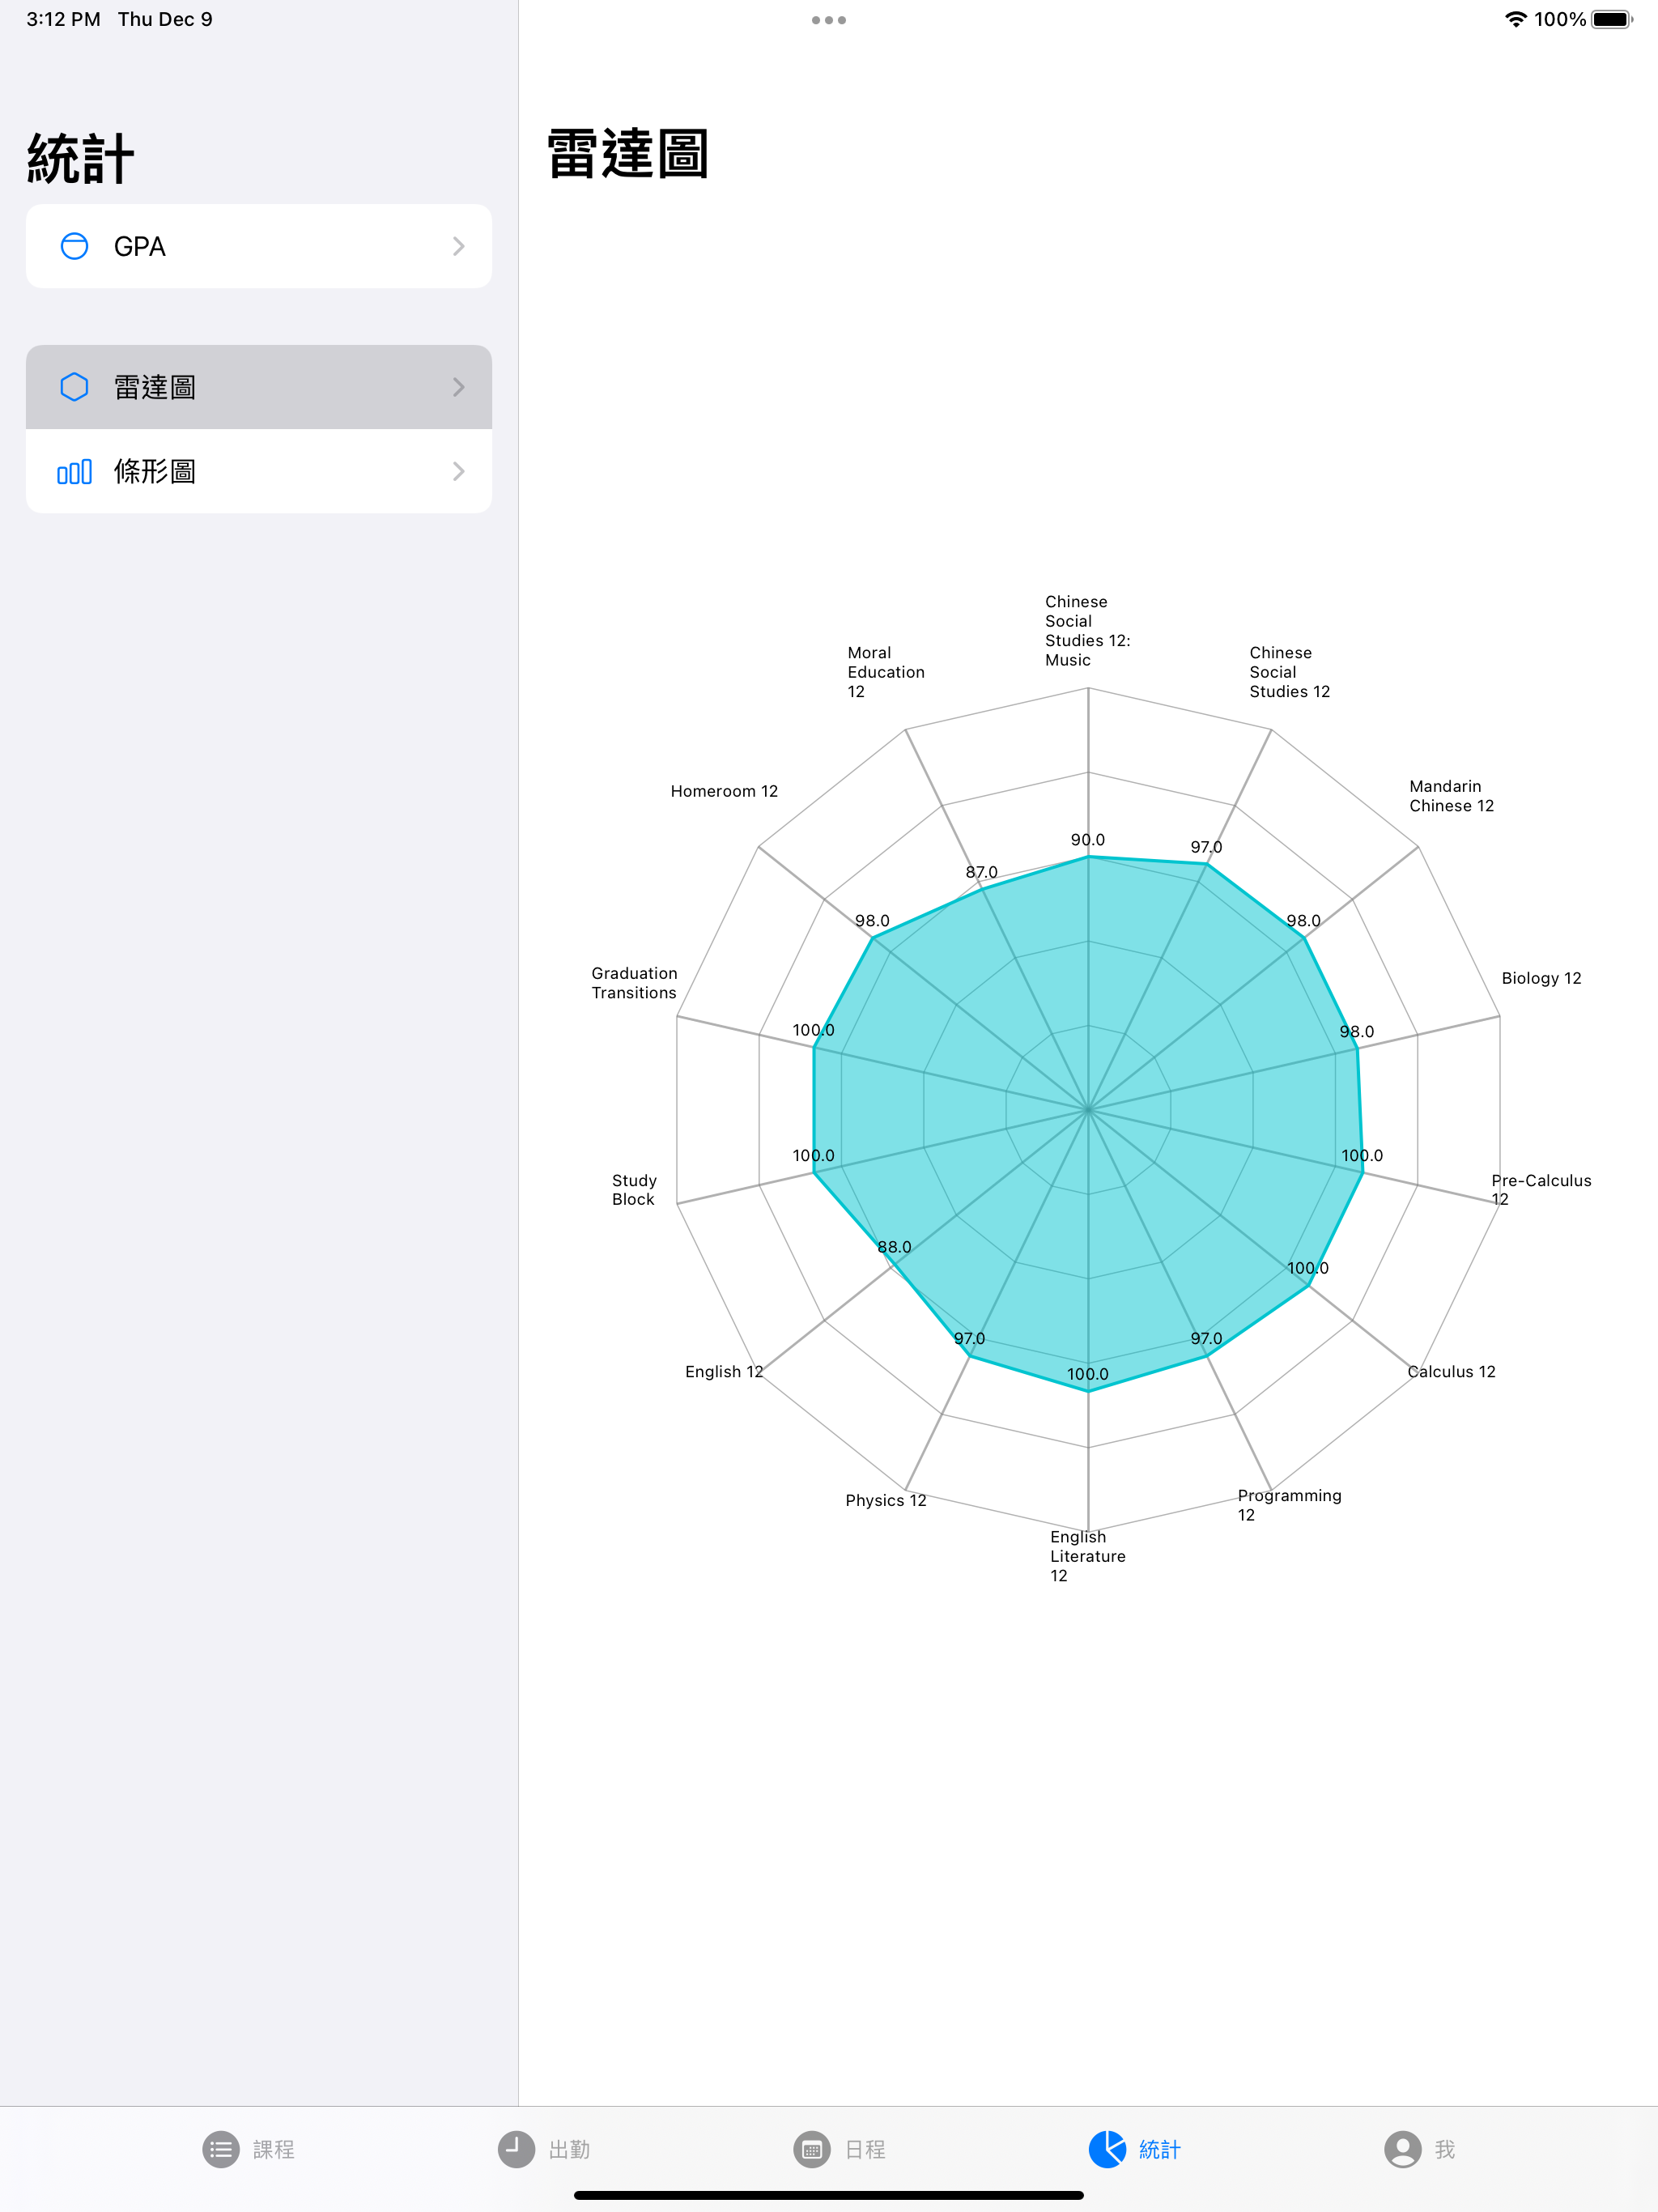 3:12 PM Thu Dec 9
100%
統計
GPA
雷達圖
條形圖
雷達圖
Chinese
Social
Studies 12:
Music
Chinese
Social
Studies 12
Mandarin
Chinese 12
Biology 12
Pre-Calculus
12
Calculus 12
Programming
12
English
Literature
12
Physics 12
English 12
Study
Block
Graduation
Transitions
Homeroom 12
Moral
Education
12
90.0
97.0
98.0
98.0
100.0
100.0
97.0
100.0
97.0
88.0
100.0
100.0
98.0
87.0
課程
出勤
日程
統計
我